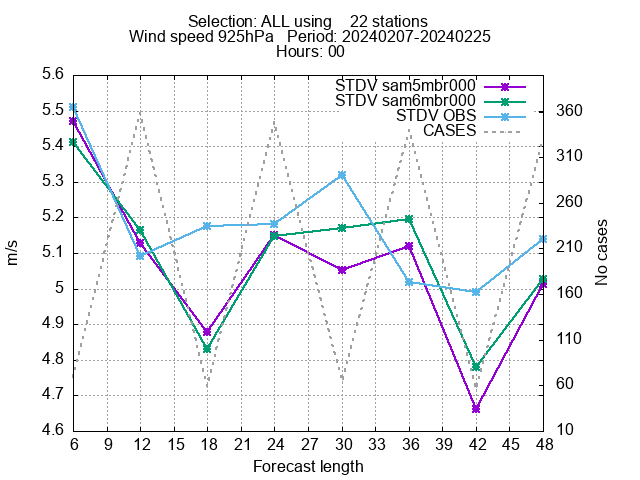 Selection: ALL using 22 stations
Wind speed 925hPa Period: 20240207-20240225
Hours: 00
STDV sam5mbr000
STDV sam6mbr000
STDV OBS
CASES
5.6
5.5
5.4
5.3
5.2
5.1
5
4.9
4.8
4.7
4.6
m/s
360
310
260
210
160
110
60
10
No cases
6 9 12 15 18 21 24 27 30 33 36 39 42 45 48
Forecast length